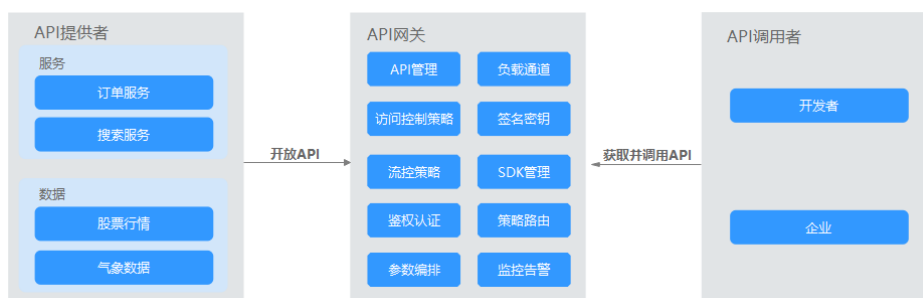 API提供者
服务
订单服务
搜索服务
数据
股票行情
气象数据
开放API
API网关
API管理
负载通道
访问控制策略
签名密钥
流控策略
SDK管理
鉴权认证
策略路由
参数编排
监控告警
获取并调用API
API调用者
开发者
企业